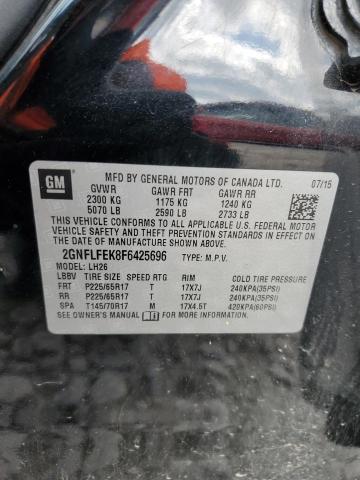 GM
MFD BY GENERAL MOTORS OF CANADA LTD. 07/15
GVWR GAWR FRT GAWR RR
2300 KG 1175 KG 1240 KG
5070 LB 2590 LB 2733 LB
THIS VEHICLE CONFORMS TO ALL APPLICABLE U.S. FEDERAL MOTOR
VEHICLE SAFETY, BUMPER, AND THEFT PREVENTION STANDARDS
IN EFFECT ON THE DATE OF MANUFACTURE SHOWN ABOVE.
2GNFLFEK8F6425696 TYPE: M.P.V.
MODEL: LH26
LBBV TIRE SIZE SPEED RTG RIM COLD TIRE PRESSURE
FRT P225/65R17 T 17X7J 240KPA(35PSI)
RR P225/65R17 T 17X7J 240KPA(35PSI)
SPA T145/70R17 M 17X4.5T 420KPA(60PSI)
SEE OWNER'S MANUAL FOR ADDITIONAL INFORMATION.